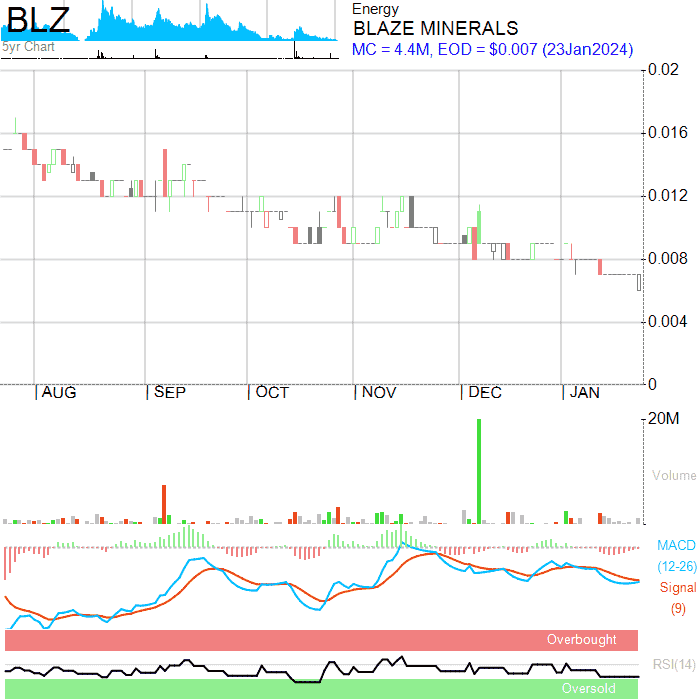 BLZ
5yr Chart
Energy
BLAZE MINERALS
MC = 4.4M, EOD = $0.007 (23Jan2024)
0.02
0.016
0.012
0.008
0.004
0
AUG SEP OCT NOV DEC JAN
20M
Volume
MACD
(12-26)
Signal
(9)
Overbought
RSI(14)
Oversold